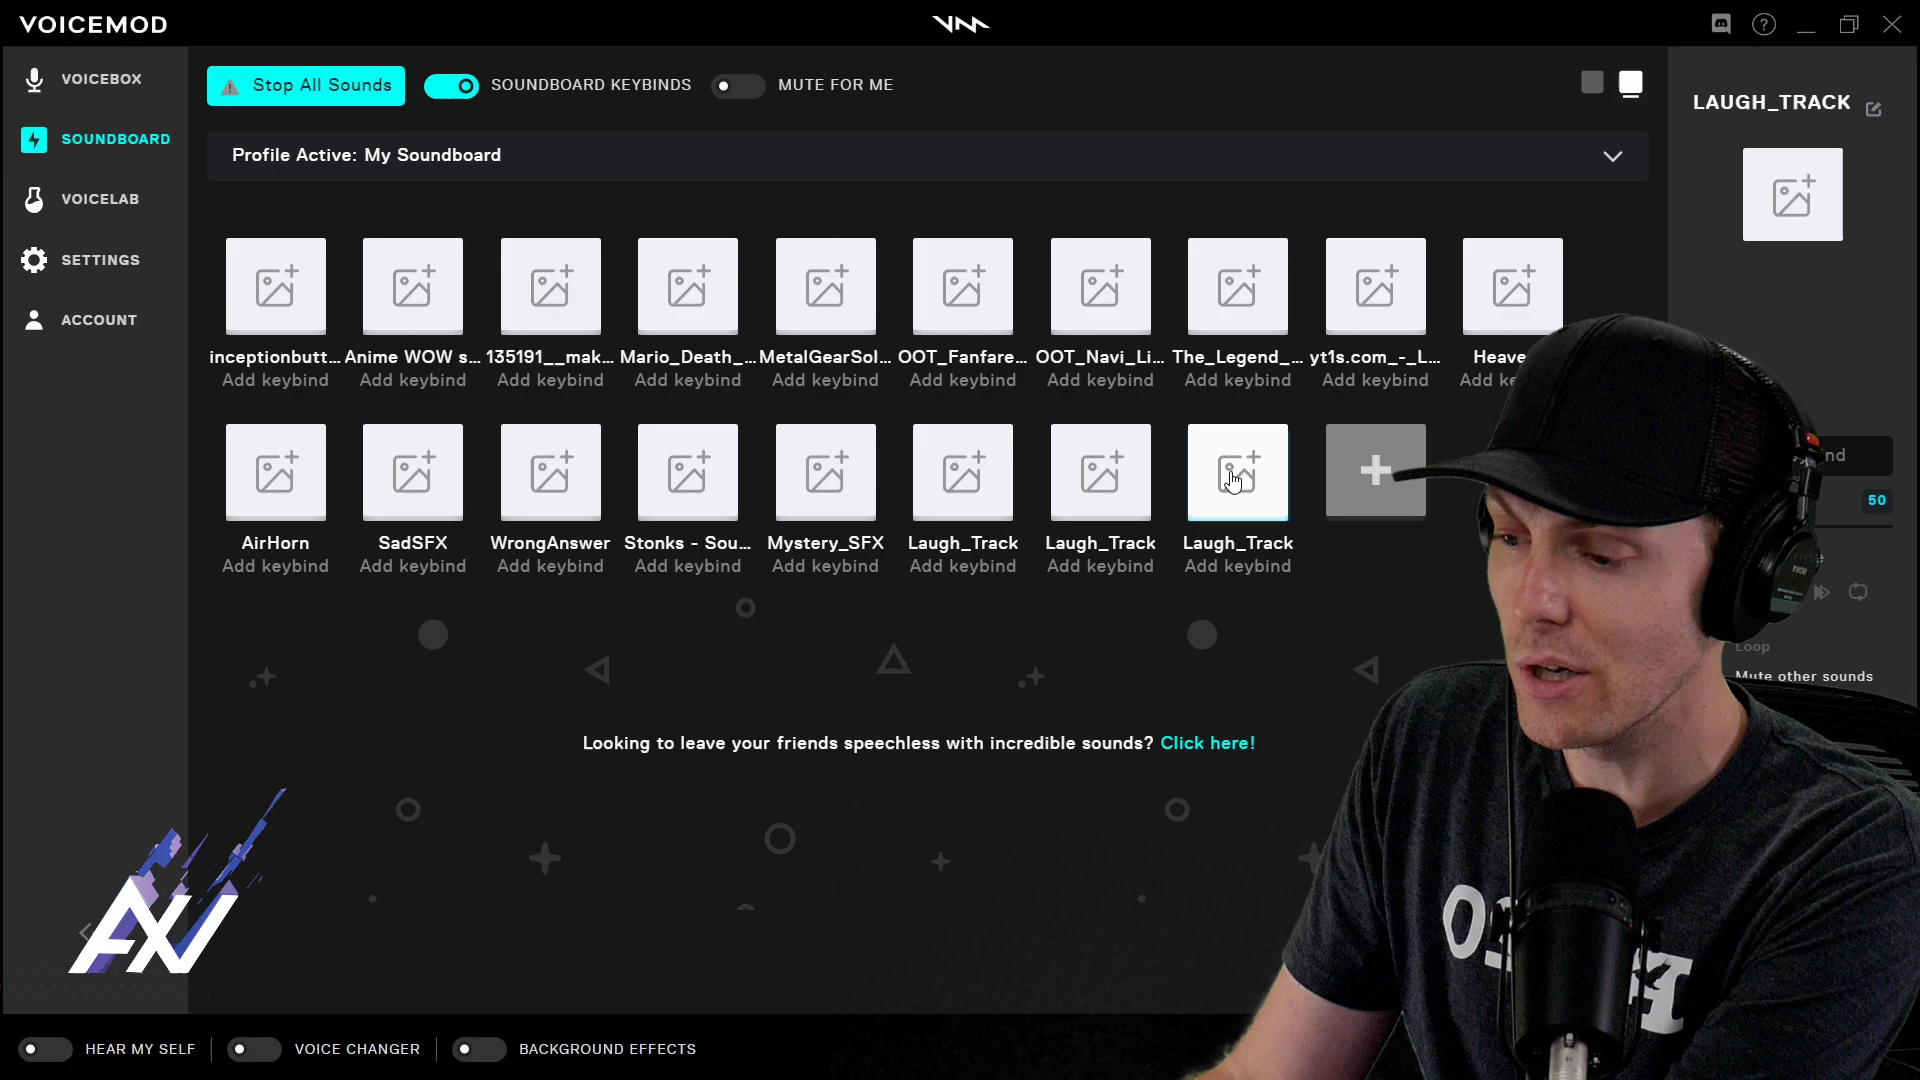 VOICEMOD
VOICEBOX
SOUNDBOARD
VOICELAB
SETTINGS
ACCOUNT
Stop All Sounds
SOUNDBOARD KEYBINDS
MUTE FOR ME
Profile Active: My Soundboard
inceptionbutt... Anime WOW s... 135191__mak... Mario_Death_... MetalGearSol... OOT_Fanfare... OOT_Navi_Li... The_Legend_... yt1s.com_-_L... Heave
Add keybind Add keybind Add keybind Add keybind Add keybind Add keybind Add keybind Add keybind Add keybind Add ke
AirHorn SadSFX WrongAnswer Stonks - Sou... Mystery_SFX Laugh_Track Laugh_Track Laugh_Track
Add keybind Add keybind Add keybind Add keybind Add keybind Add keybind Add keybind Add keybind
Looking to leave your friends speechless with incredible sounds? Click here!
LAUGH_TRACK
nd
50
Loop
Mute other sounds
HEAR MY SELF
VOICE CHANGER
BACKGROUND EFFECTS